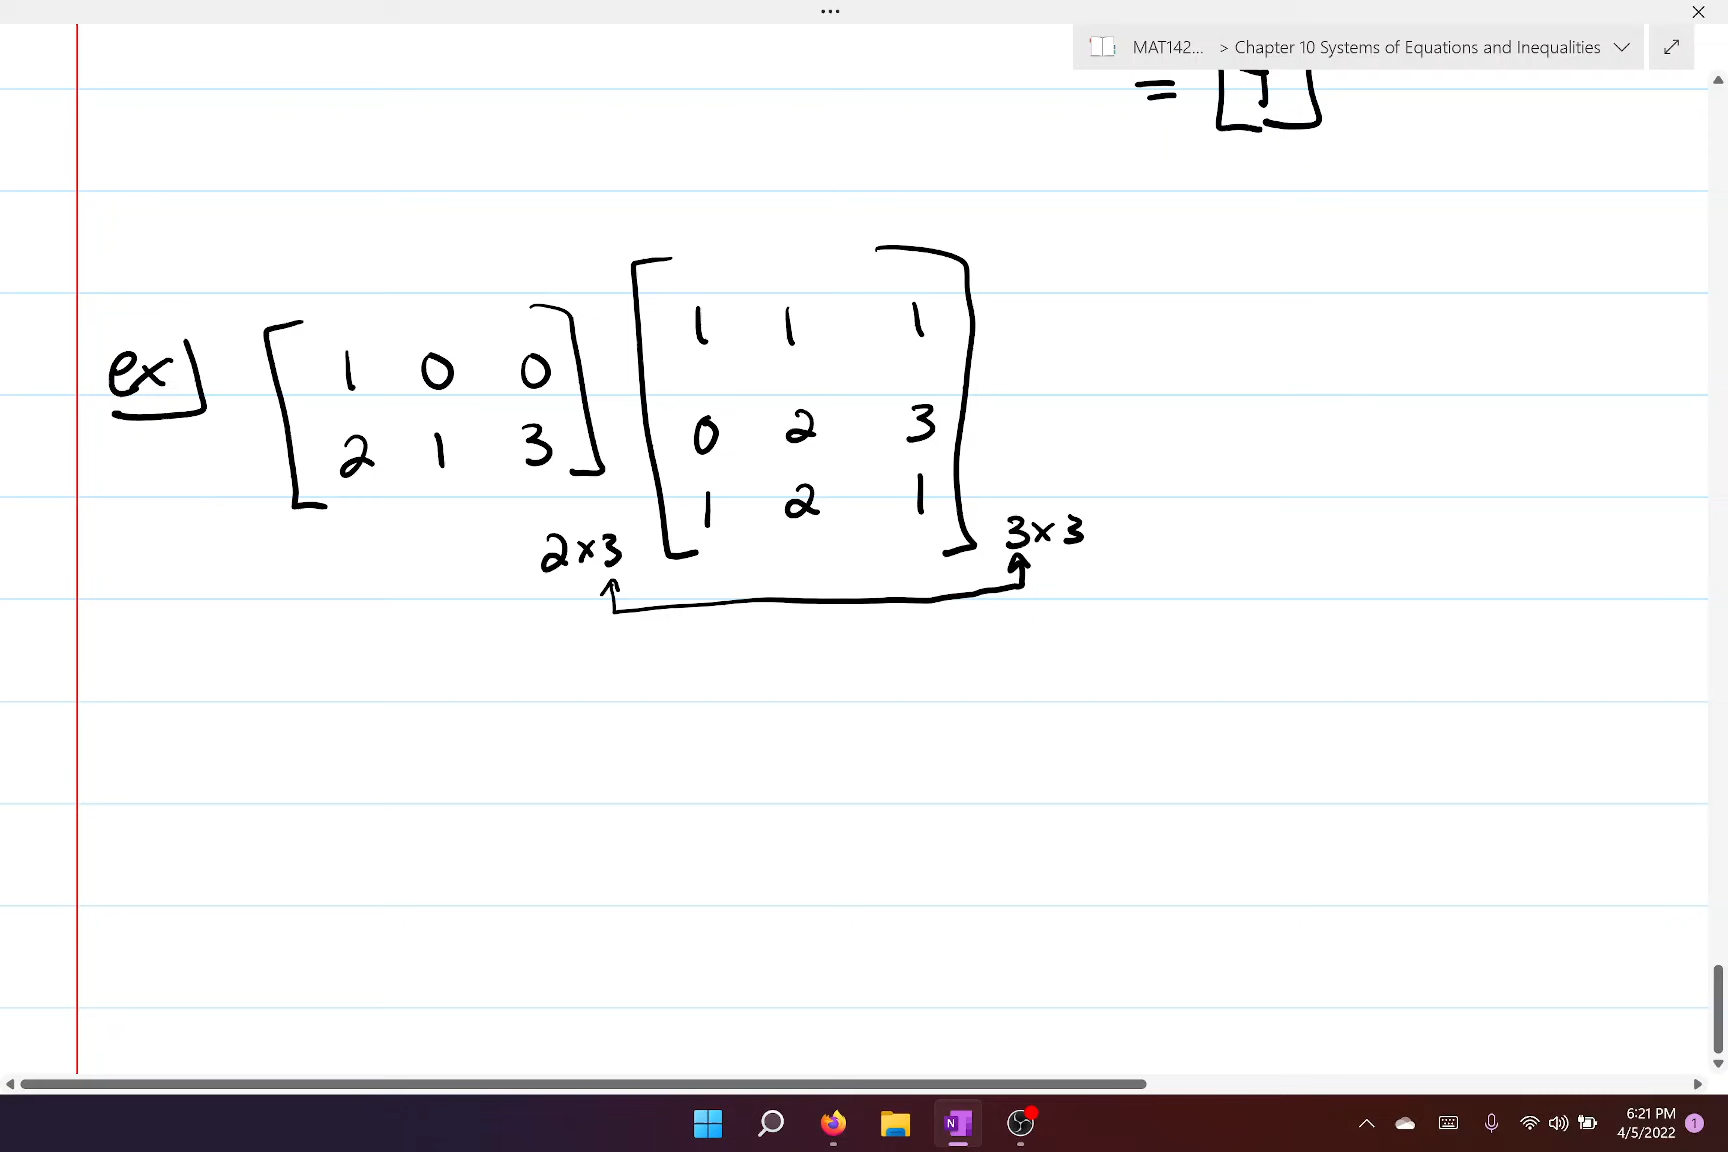 MAT142... > Chapter 10 Systems of Equations and Inequalities
=
ex)
1 0 0
2 1 3
1 1 1
0 2 3
1 2 1
2×3
3×3
6:21 PM
4/5/2022
1